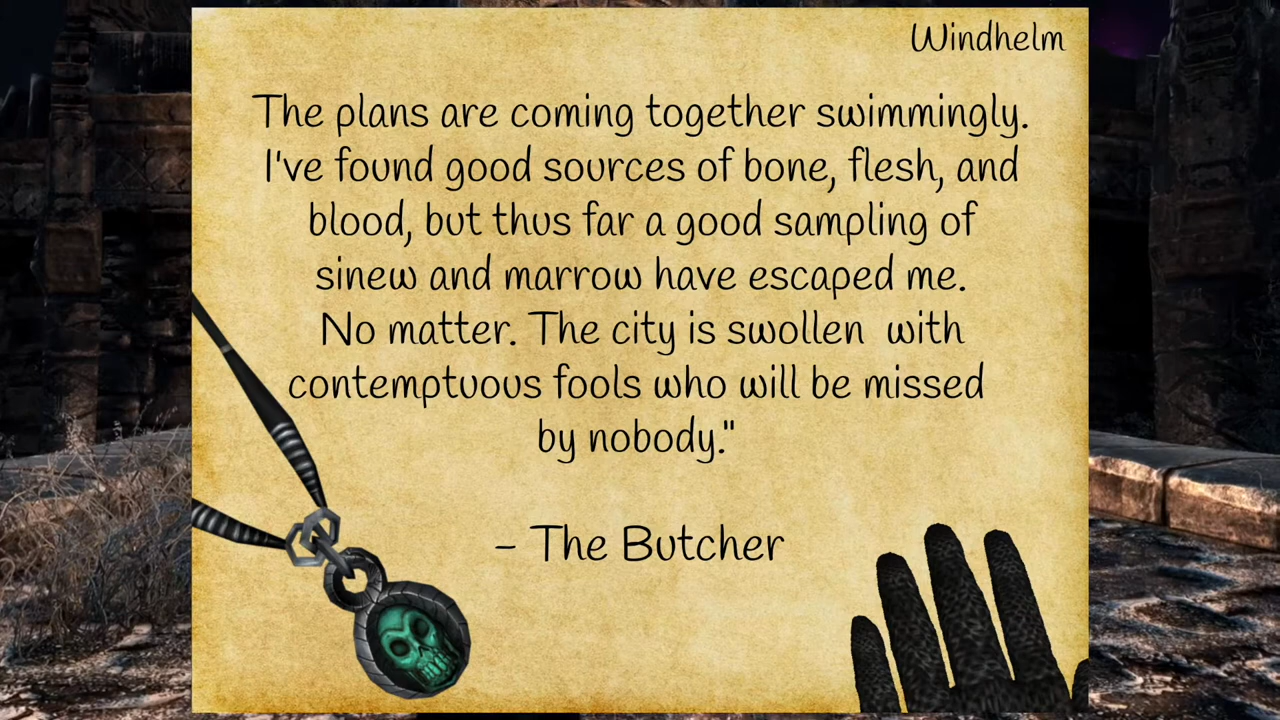 Windhelm
The plans are coming together swimmingly.
I've found good sources of bone, flesh, and
blood, but thus far a good sampling of
sinew and marrow have escaped me.
No matter. The city is swollen  with
contemptuous fools who will be missed
by nobody."
– The Butcher